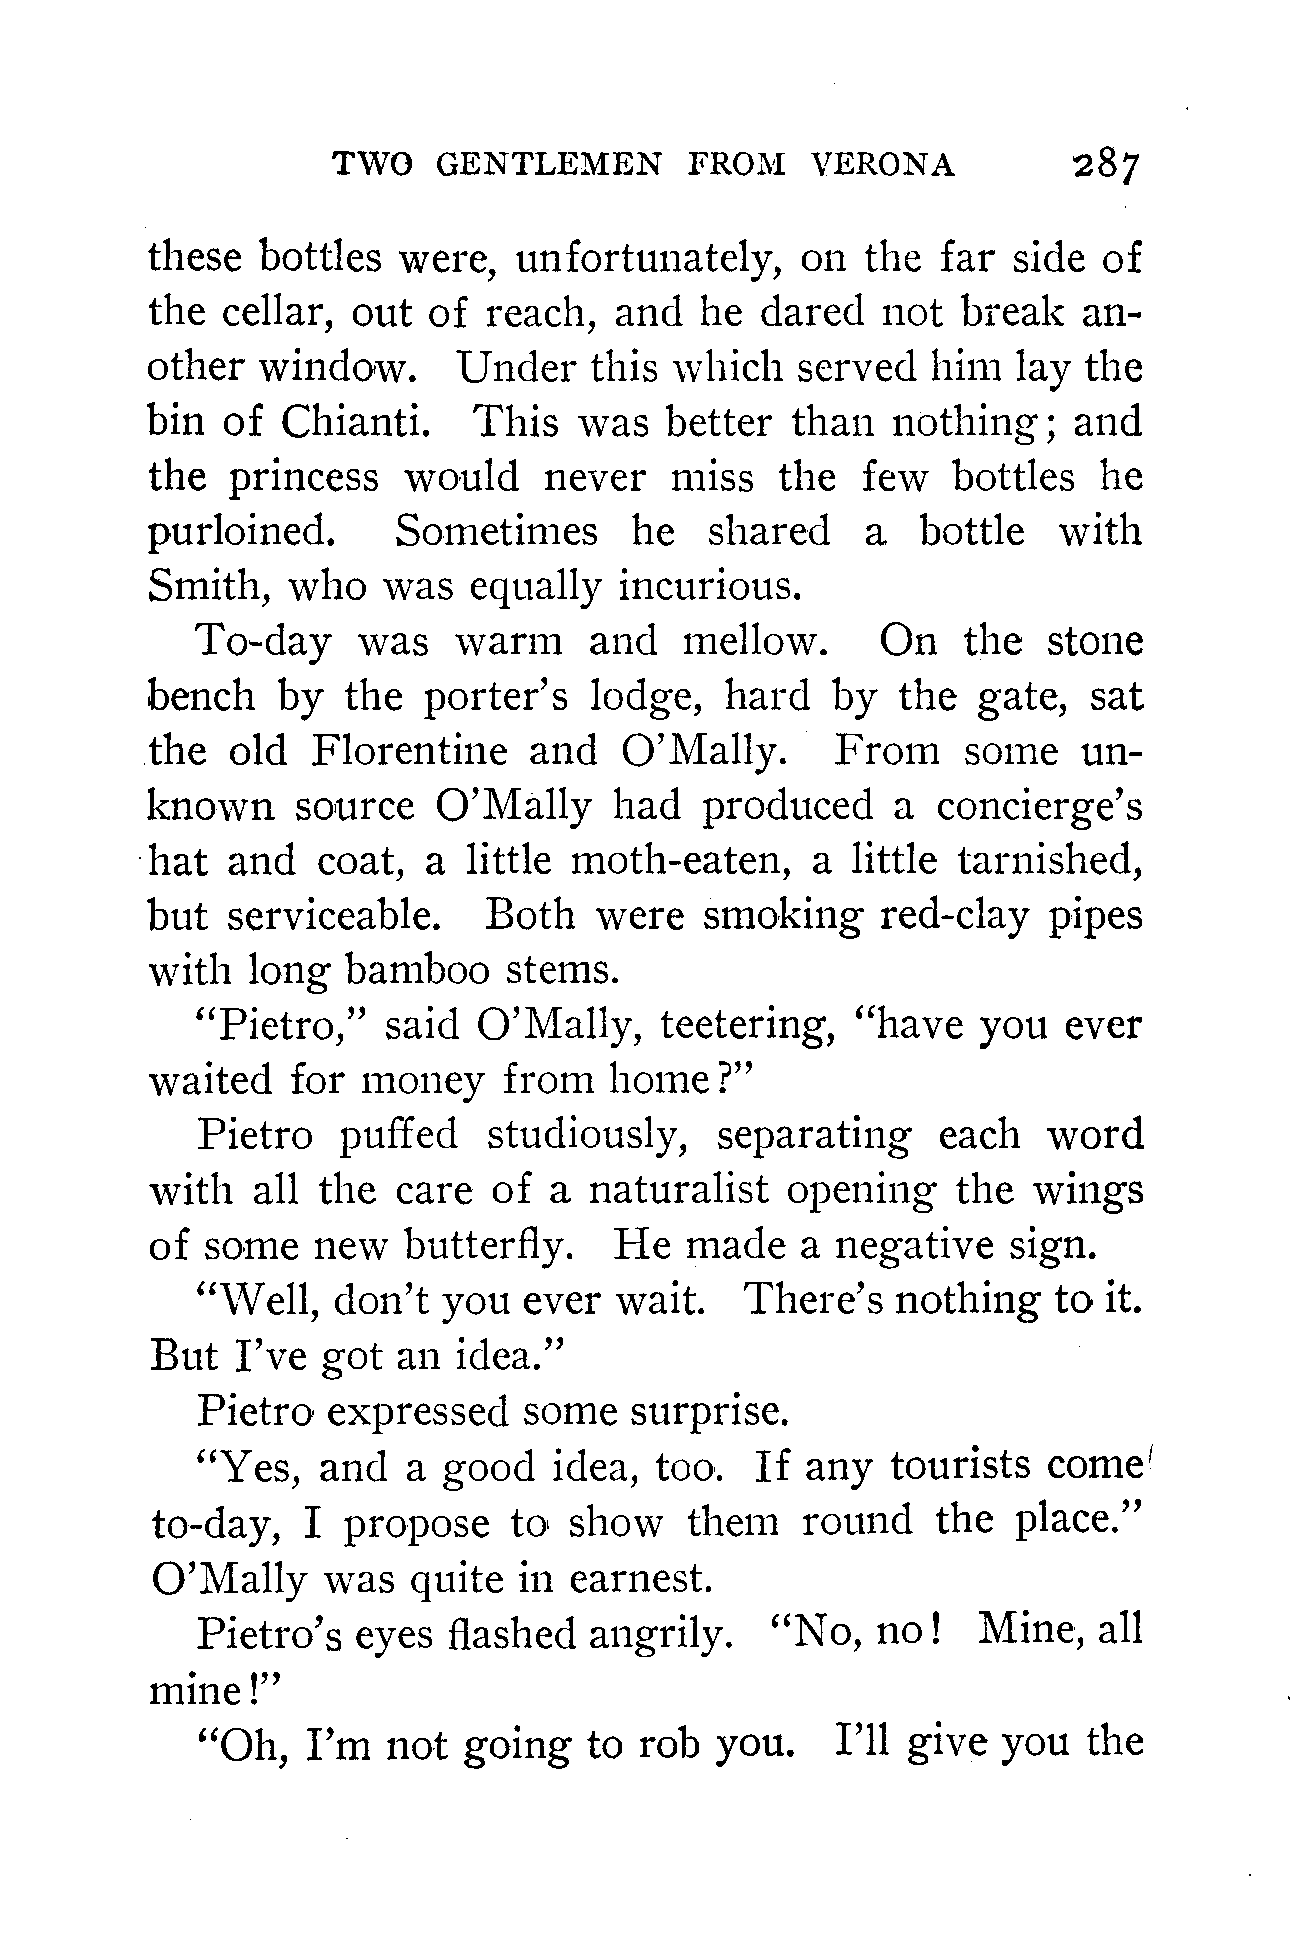 TWO GENTLEMEN FROM VERONA 287
these bottles were, unfortunately, on the far side of
the cellar, out of reach, and he dared not break an-
other window. Under this which served him lay the
bin of Chianti. This was better than nothing; and
the princess would never miss the few bottles he
purloined. Sometimes he shared a bottle with
Smith, who was equally incurious.
To-day was warm and mellow. On the stone
bench by the porter's lodge, hard by the gate, sat
the old Florentine and O'Mally. From some un-
known source O'Mally had produced a concierge's
hat and coat, a little moth-eaten, a little tarnished,
but serviceable. Both were smoking red-clay pipes
with long bamboo stems.
"Pietro," said O'Mally, teetering, "have you ever
waited for money from home?"
Pietro puffed studiously, separating each word
with all the care of a naturalist opening the wings
of some new butterfly. He made a negative sign.
"Well, don't you ever wait. There's nothing to it.
But I've got an idea."
Pietro expressed some surprise.
"Yes, and a good idea, too. If any tourists come
to-day, I propose to show them round the place."
O'Mally was quite in earnest.
Pietro's eyes flashed angrily. "No, no! Mine, all
mine!"
"Oh, I'm not going to rob you. I'll give you the